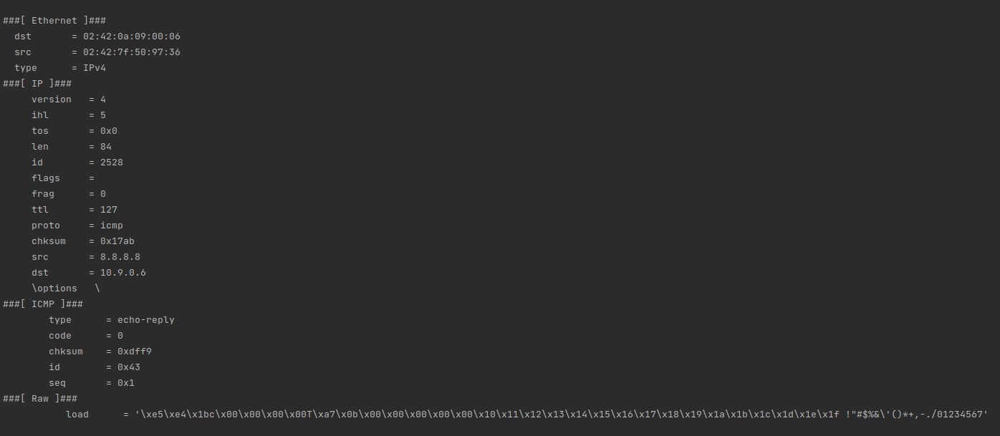 ###[ Ethernet ]###
  dst       = 02:42:0a:09:00:06
  src       = 02:42:7f:50:97:36
  type      = IPv4
###[ IP ]###
     version   = 4
     ihl       = 5
     tos       = 0x0
     len       = 84
     id        = 2528
     flags     =
     frag      = 0
     ttl       = 127
     proto     = icmp
     chksum    = 0x17ab
     src       = 8.8.8.8
     dst       = 10.9.0.6
     \options   \
###[ ICMP ]###
        type      = echo-reply
        code      = 0
        chksum    = 0xdff9
        id        = 0x43
        seq       = 0x1
###[ Raw ]###
           load      = '\xe5\xe4\x1bc\x00\x00\x00\x00T\xa7\x0b\x00\x00\x00\x00\x00\x10\x11\x12\x13\x14\x15\x16\x17\x18\x19\x1a\x1b\x1c\x1d\x1e\x1f !"#$%&\'()*+,-./01234567'